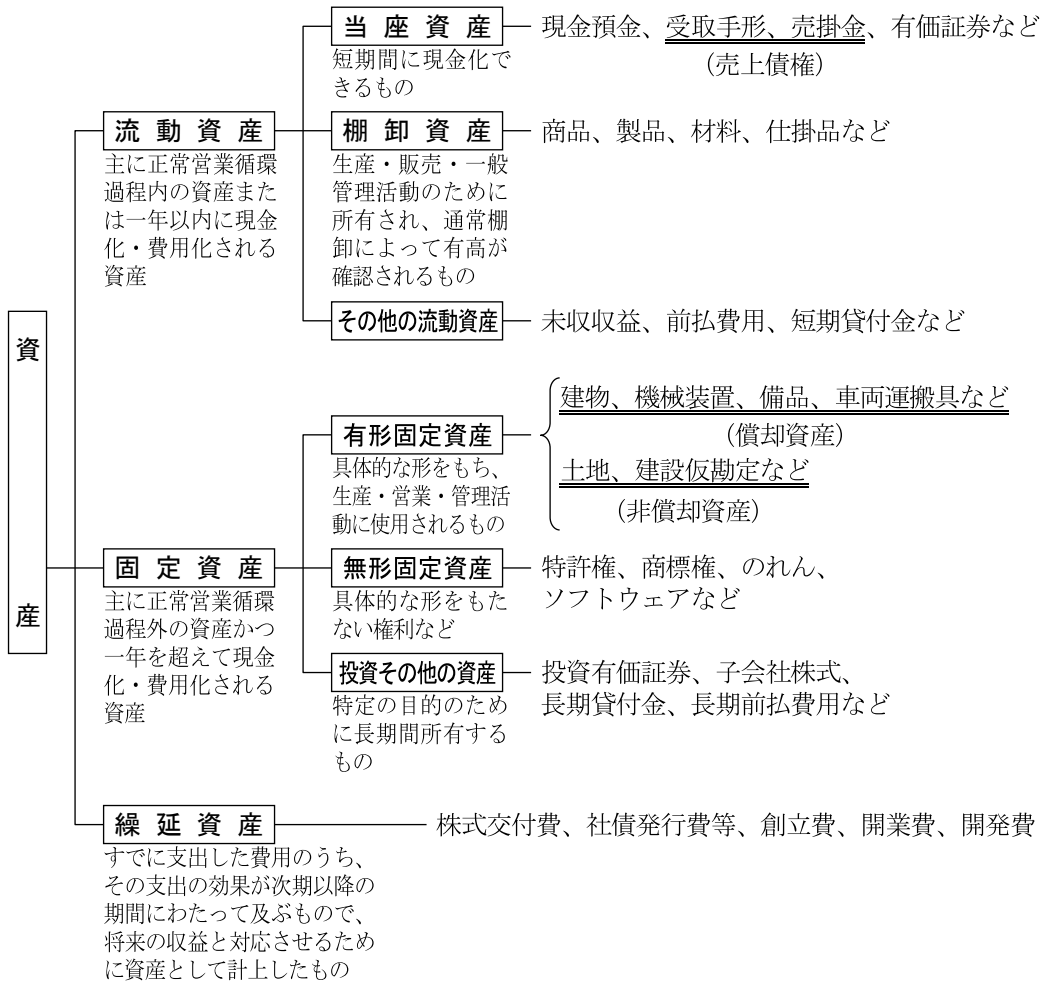 資産
流動資産
主に正常営業循環
過程内の資産また
は一年以内に現金
化・費用化される
資産
当座資産
短期間に現金化で
きるもの
現金預金、受取手形、売掛金、有価証券など
（売上債権）
棚卸資産
生産・販売・一般
管理活動のために
所有され、通常棚
卸によって有高が
確認されるもの
商品、製品、材料、仕掛品など
その他の流動資産
未収収益、前払費用、短期貸付金など
固定資産
主に正常営業循環
過程外の資産かつ
一年を超えて現金
化・費用化される
資産
有形固定資産
具体的な形をもち、
生産・営業・管理活
動に使用されるもの
建物、機械装置、備品、車両運搬具など
（償却資産）
土地、建設仮勘定など
（非償却資産）
無形固定資産
具体的な形をもた
ない権利など
特許権、商標権、のれん、
ソフトウェアなど
投資その他の資産
特定の目的のため
に長期間所有する
もの
投資有価証券、子会社株式、
長期貸付金、長期前払費用など
繰延資産
すでに支出した費用のうち、
その支出の効果が次期以降の
期間にわたって及ぶもので、
将来の収益と対応させるため
に資産として計上したもの
株式交付費、社債発行費等、創立費、開業費、開発費